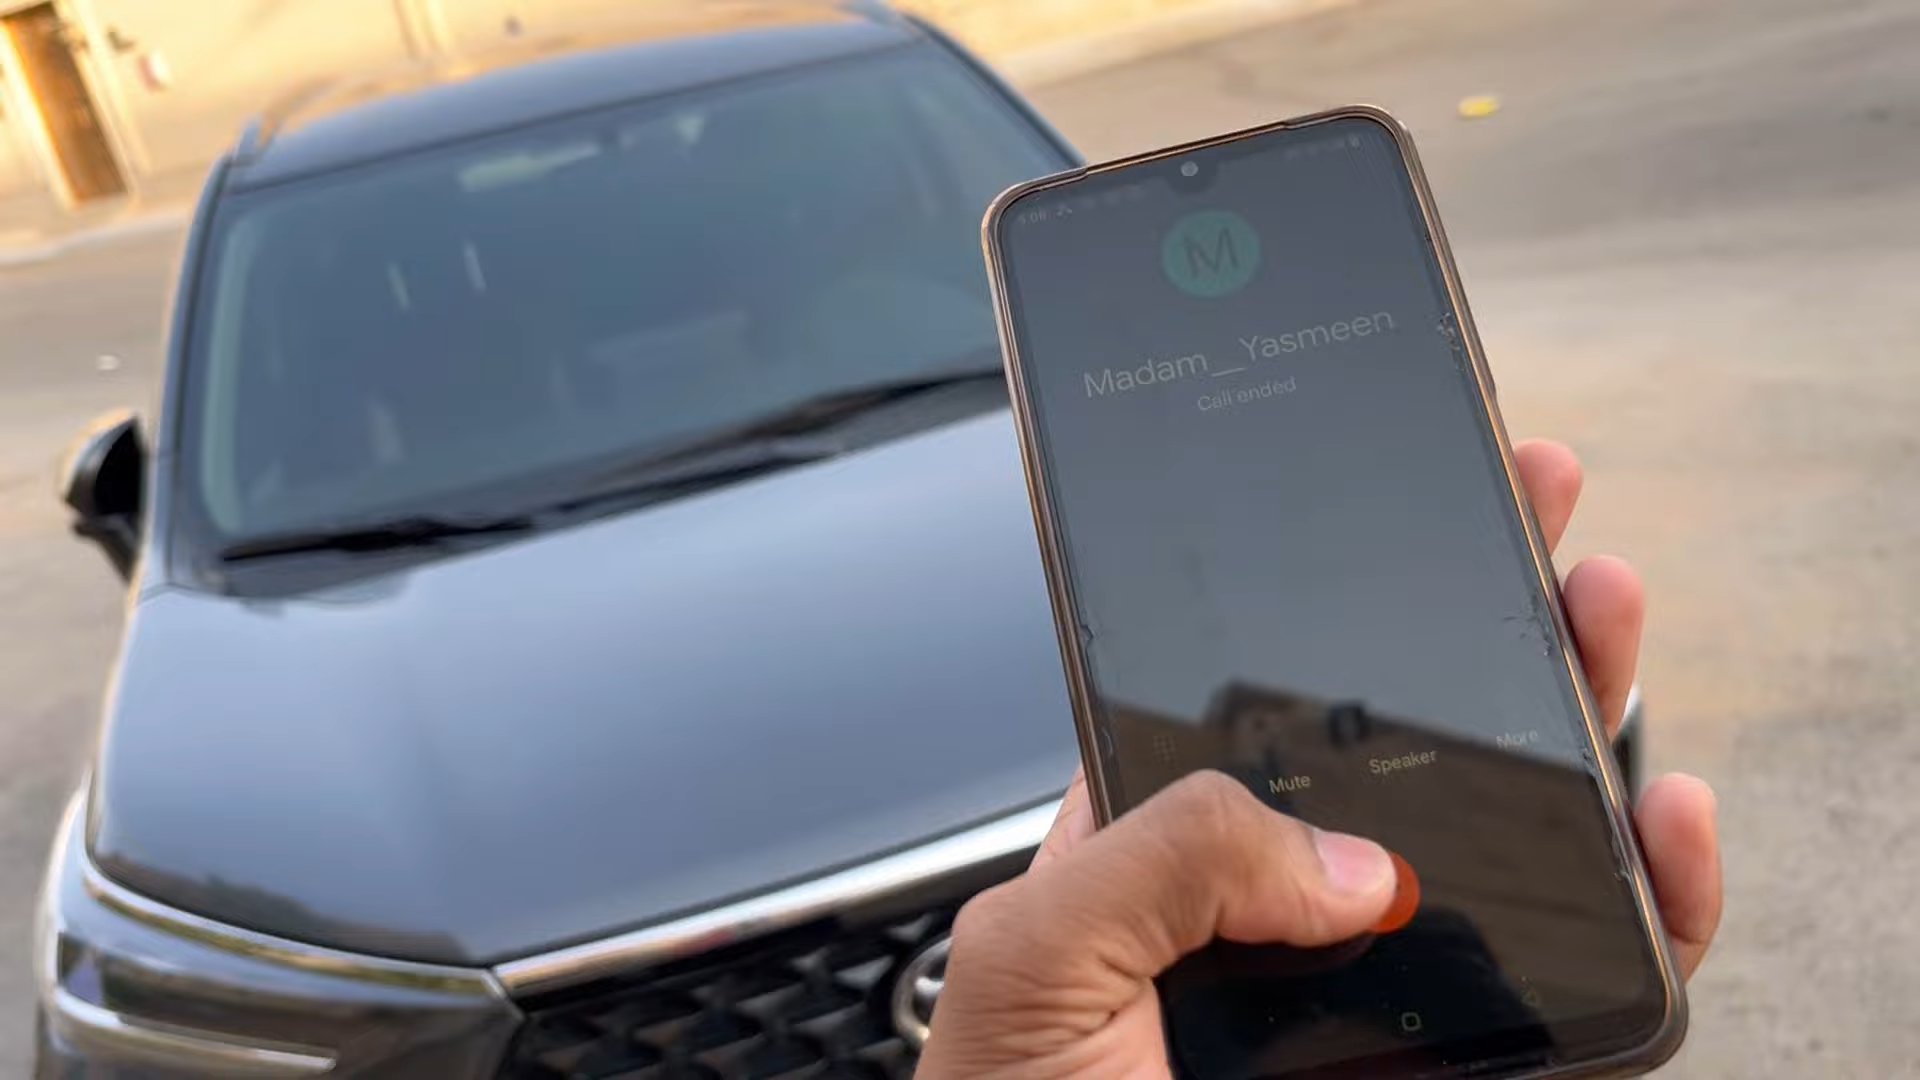 M
Madam__Yasmeen
Call ended
Mute
Speaker
More